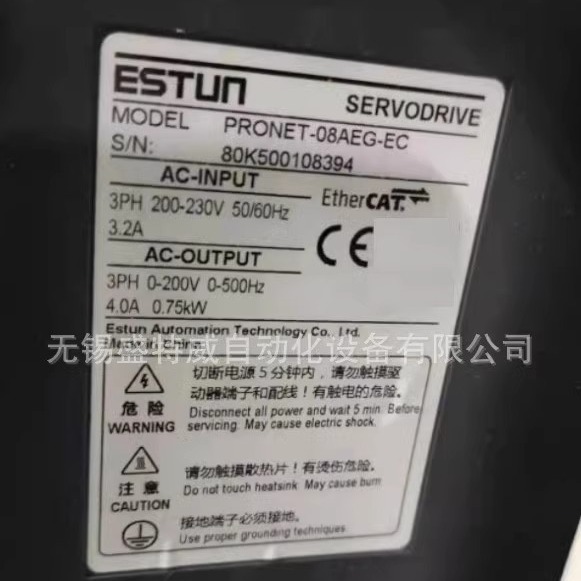 ESTUN
SERVODRIVE
MODEL PRONET-08AEG-EC
S/N: 80K500108394
AC-INPUT
3PH 200-230V 50/60Hz
3.2A
EtherCAT
AC-OUTPUT
CE
3PH 0-200V 0-500Hz
4.0A 0.75kW
Estun Automation Technology Co., Ltd.
Made in China
无锡盛特威自动化设备有限公司
危险
WARNING
切断电源5分钟内，请勿触摸驱
动器端子和配线！有触电的危险。
Disconnect all power and wait 5 min. Before
servicing. May cause electric shock.
注意
CAUTION
请勿触摸散热片！有烫伤危险。
Do not touch heatsink. May cause burn.
接地端子必须接地。
Use proper grounding techniques.